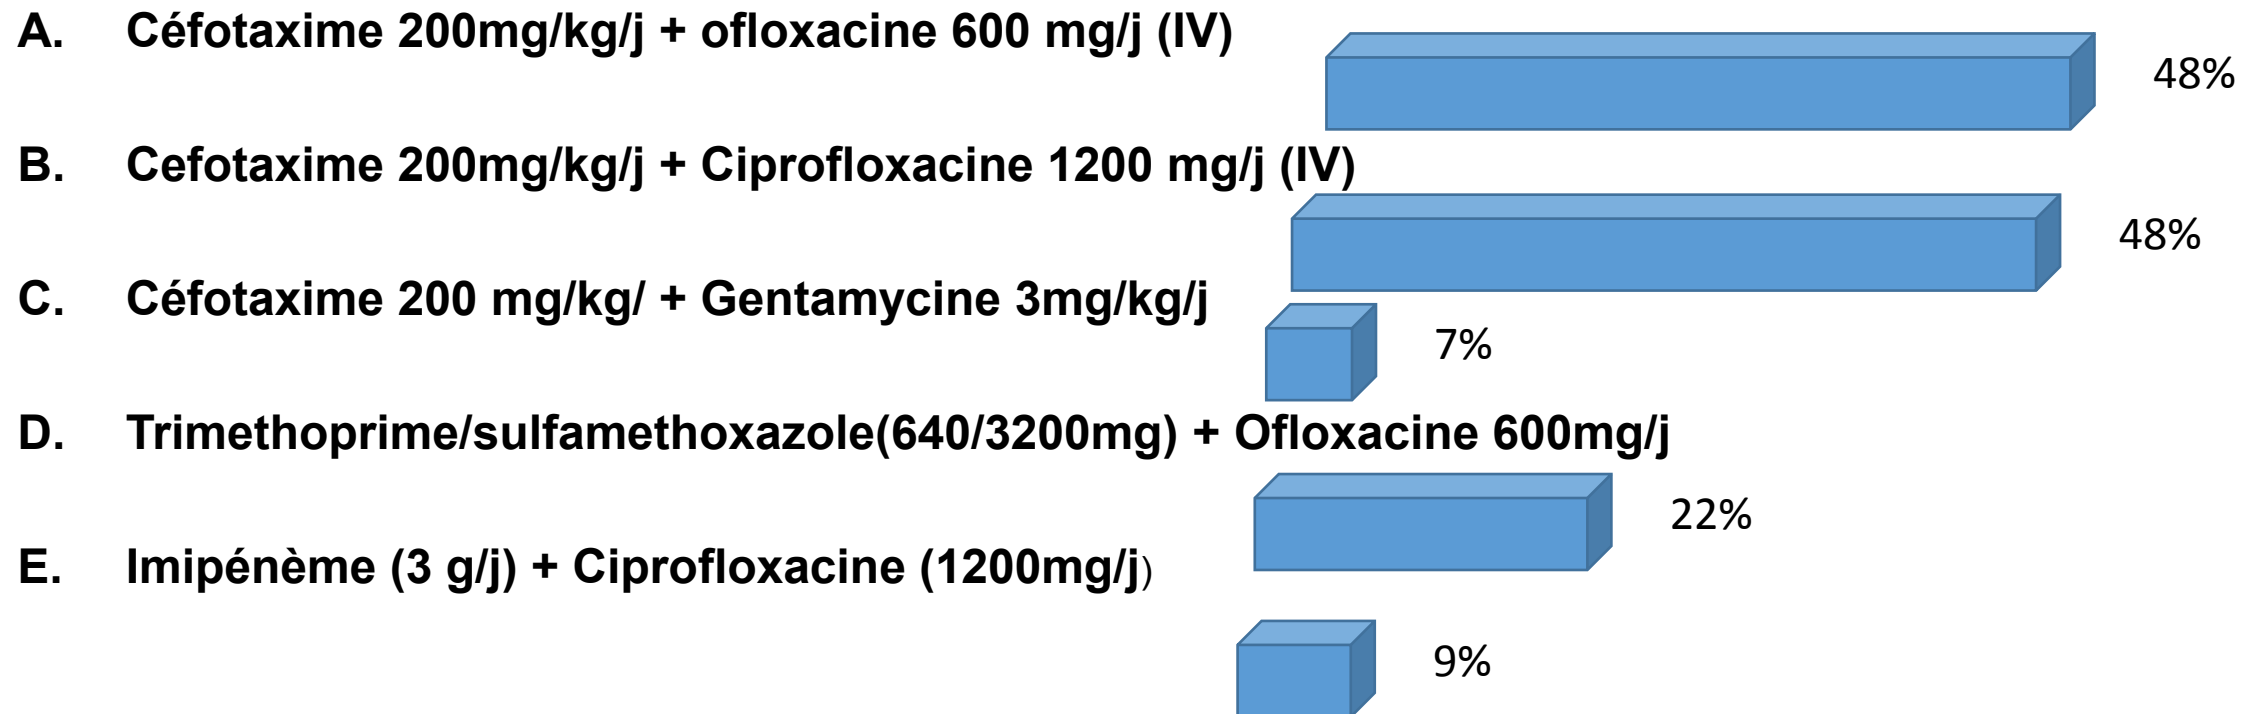 A. Céfotaxime 200mg/kg/j + ofloxacine 600 mg/j (IV)
48%
B. Cefotaxime 200mg/kg/j + Ciprofloxacine 1200 mg/j (IV)
48%
C. Céfotaxime 200 mg/kg/ + Gentamycine 3mg/kg/j
7%
D. Trimethoprime/sulfamethoxazole(640/3200mg) + Ofloxacine 600mg/j
22%
E. Imipénème (3 g/j) + Ciprofloxacine (1200mg/j)
9%